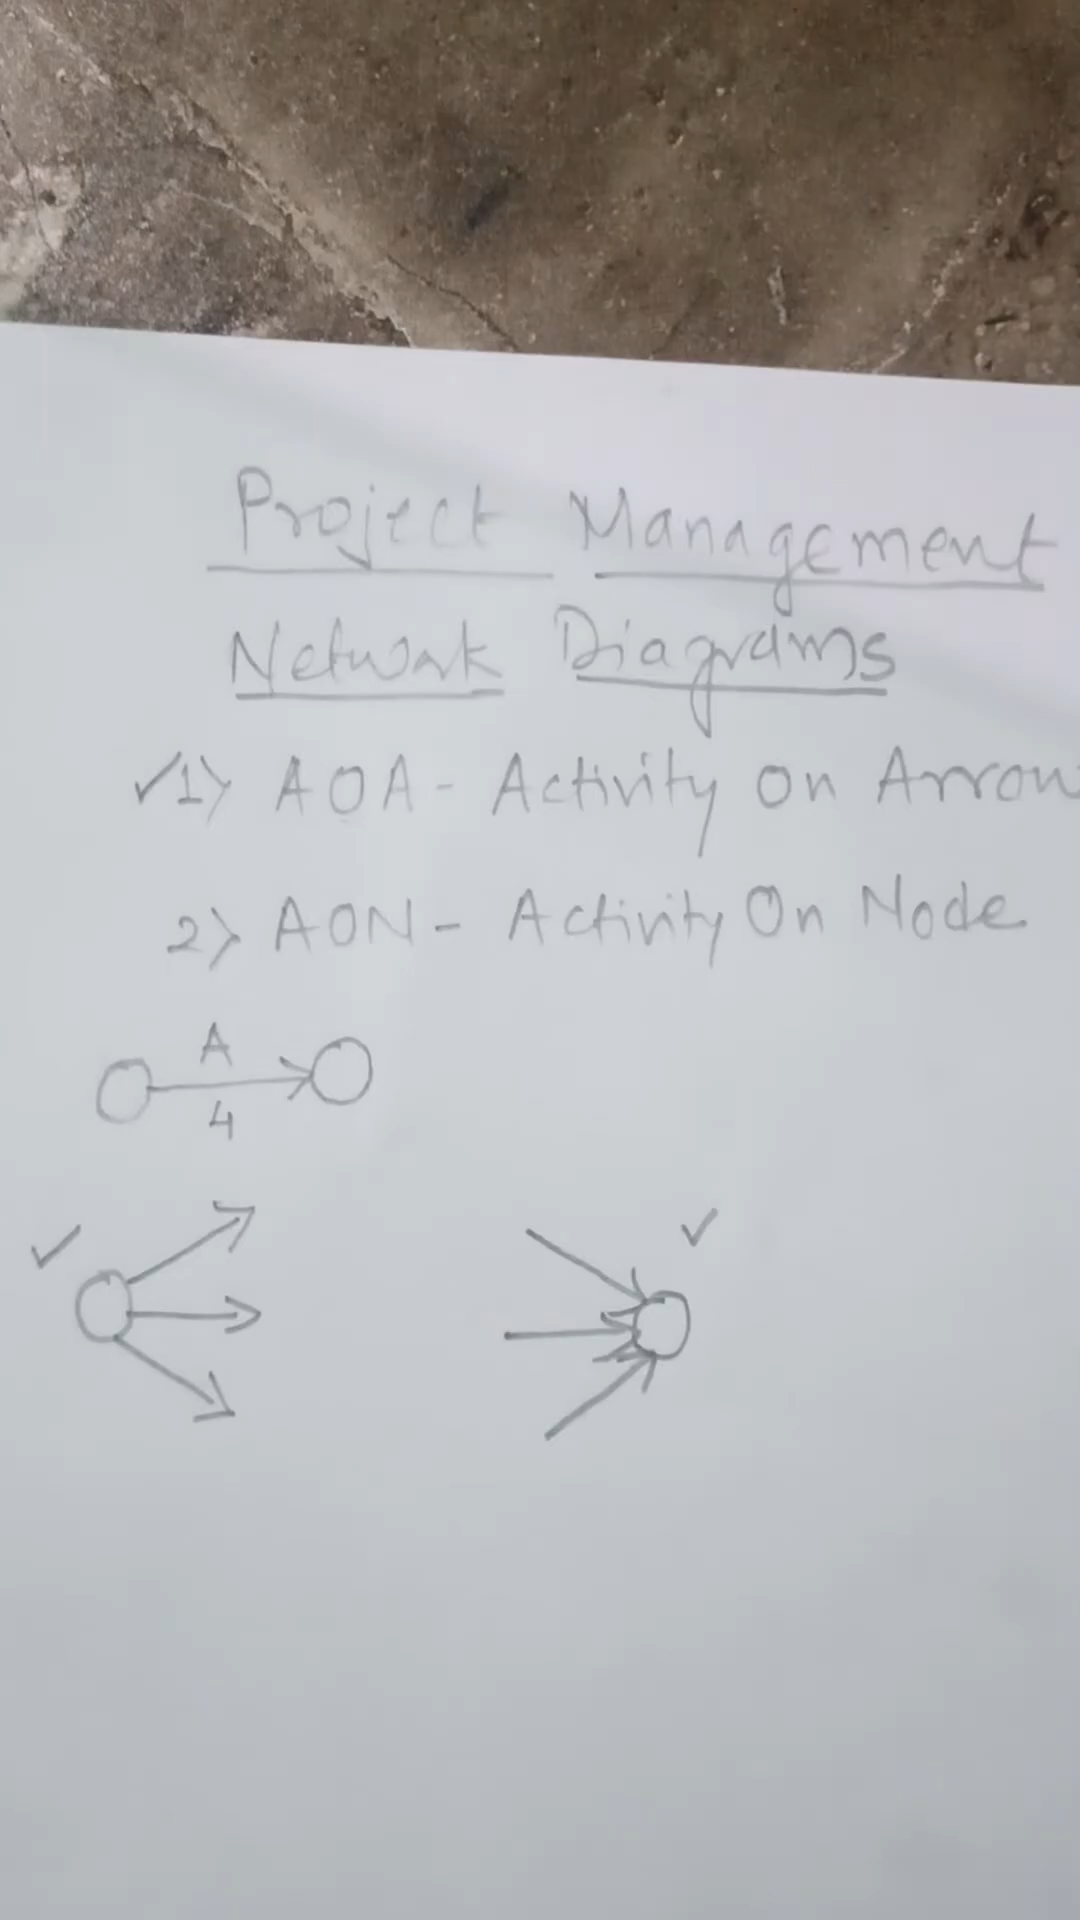 Project Management
Network Diagrams
✓1) AOA - Activity On Arrow
2) AON - Activity On Node
A
4